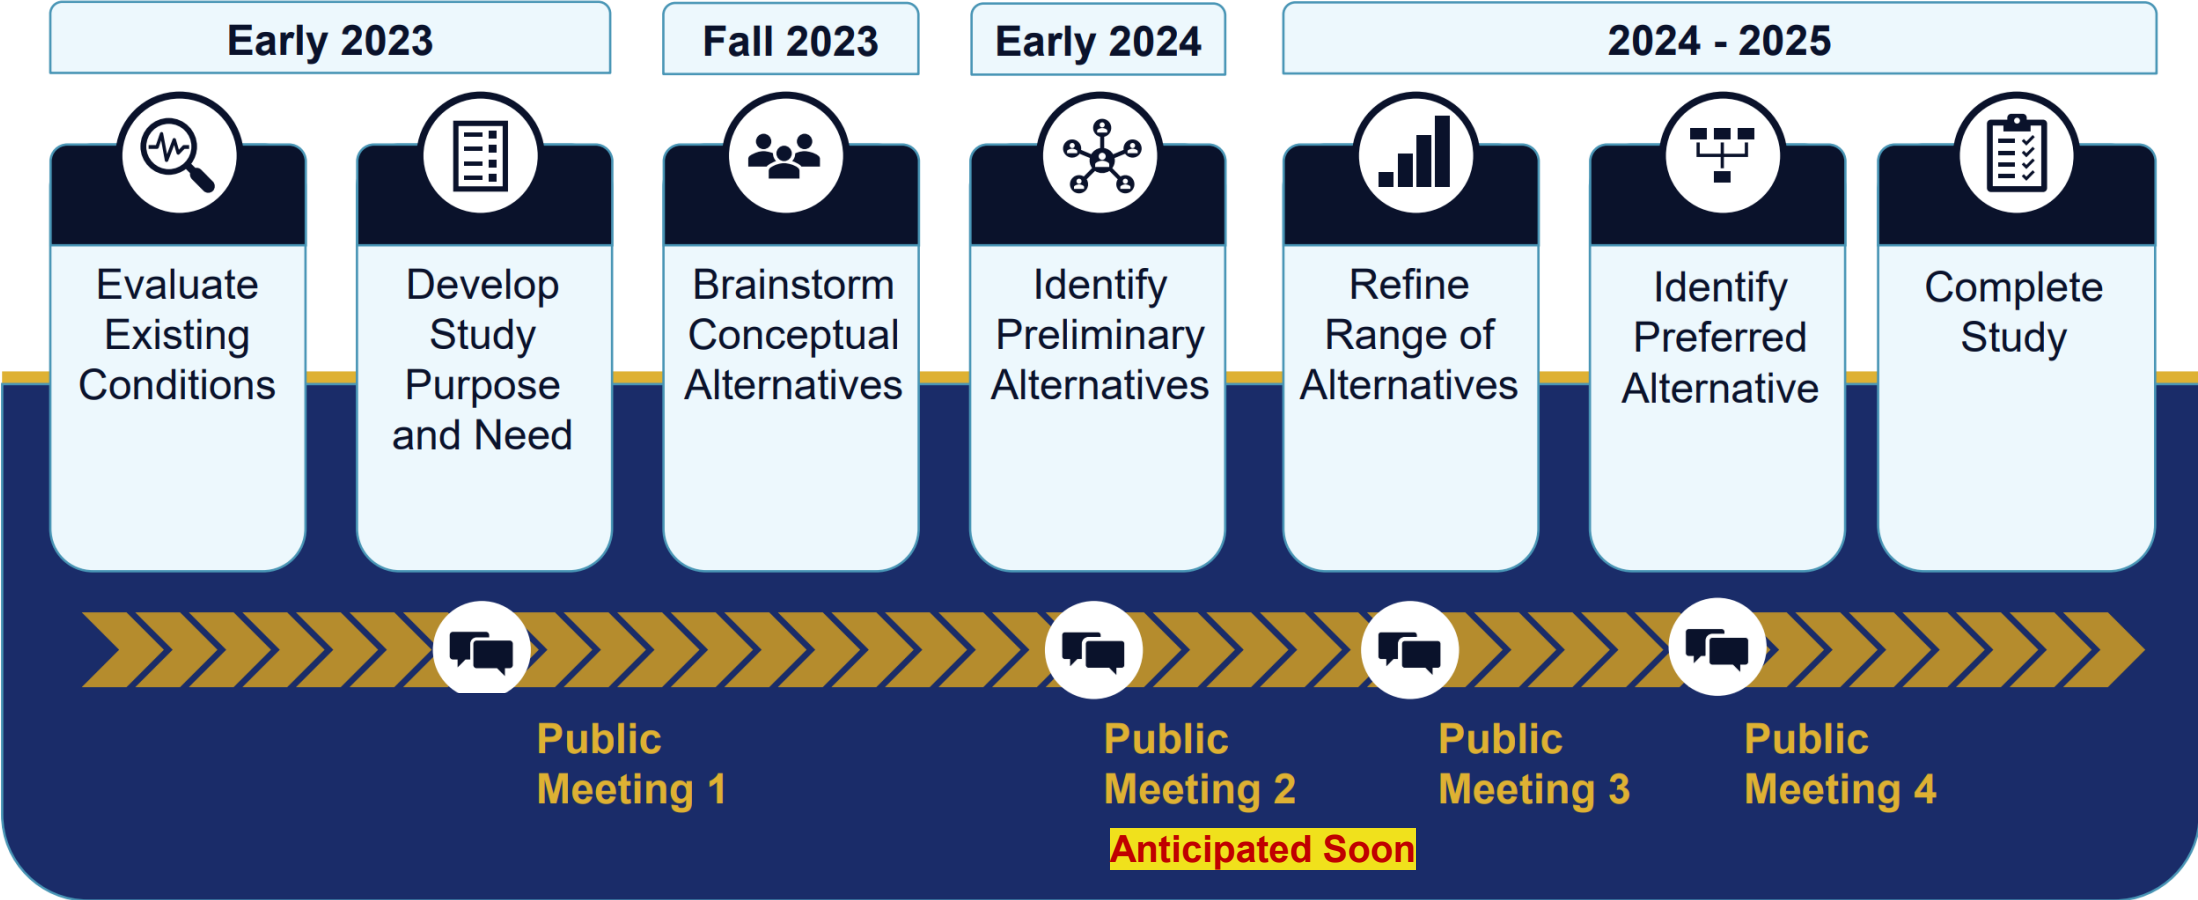 Early 2023
Fall 2023
Early 2024
2024 - 2025
Evaluate
Existing
Conditions
Develop
Study
Purpose
and Need
Brainstorm
Conceptual
Alternatives
Identify
Preliminary
Alternatives
Refine
Range of
Alternatives
Identify
Preferred
Alternative
Complete
Study
Public
Meeting 1
Public
Meeting 2
Anticipated Soon
Public
Meeting 3
Public
Meeting 4